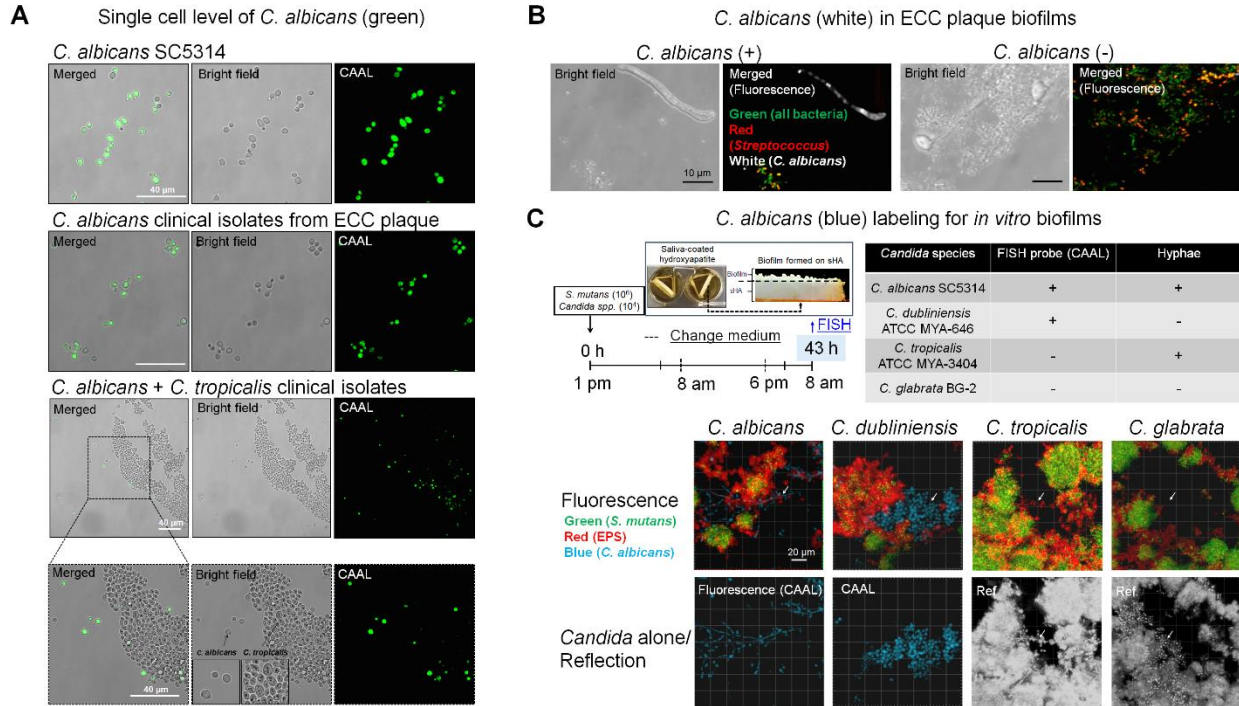 A
Single cell level of C. albicans (green)
C. albicans SC5314
Merged
Bright field
CAAL
40 µm
C. albicans clinical isolates from ECC plaque
Merged
Bright field
CAAL
C. albicans + C. tropicalis clinical isolates
Merged
Bright field
CAAL
40 µm
Merged
Bright field
CAAL
C. albicans
C. tropicalis
40 µm
B
C. albicans (white) in ECC plaque biofilms
C. albicans (+)
C. albicans (-)
Bright field
10 µm
Merged
(Fluorescence)
Green (all bacteria)
Red
(Streptococcus)
White (C. albicans)
Bright field
Merged
(Fluorescence)
C
C. albicans (blue) labeling for in vitro biofilms
Saliva-coated
hydroxyapatite
Biofilm formed on sHA
Biofilm
sHA
S. mutans (10⁶)
Candida spp. (10⁴)
0 h
--- Change medium
↑FISH
43 h
1 pm
8 am
6 pm
8 am
Candida species
FISH probe (CAAL)
Hyphae
C. albicans SC5314
+
+
C. dubliniensis
ATCC MYA-646
+
-
C. tropicalis
ATCC MYA-3404
-
+
C. glabrata BG-2
-
-
C. albicans
C. dubliniensis
C. tropicalis
C. glabrata
Fluorescence
Green (S. mutans)
Red (EPS)
Blue (C. albicans)
20 µm
Candida alone/
Reflection
Fluorescence (CAAL)
CAAL
Ref.
Ref.